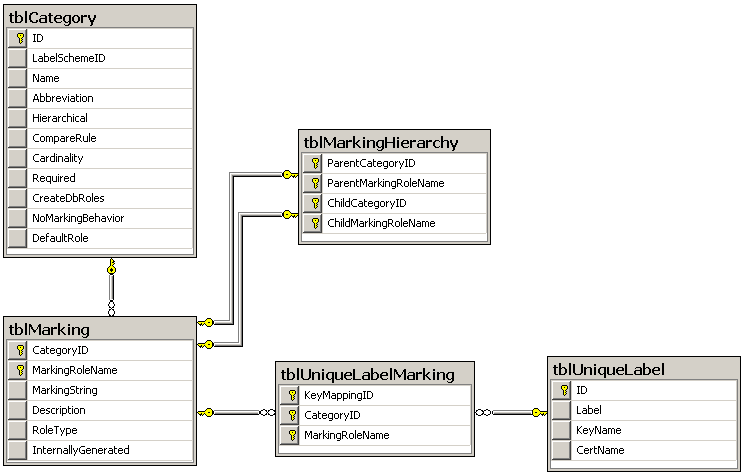 tblCategory
ID
LabelSchemeID
Name
Abbreviation
Hierarchical
CompareRule
Cardinality
Required
CreateDbRoles
NoMarkingBehavior
DefaultRole
tblMarkingHierarchy
ParentCategoryID
ParentMarkingRoleName
ChildCategoryID
ChildMarkingRoleName
tblMarking
CategoryID
MarkingRoleName
MarkingString
Description
RoleType
InternallyGenerated
tblUniqueLabelMarking
KeyMappingID
CategoryID
MarkingRoleName
tblUniqueLabel
ID
Label
KeyName
CertName